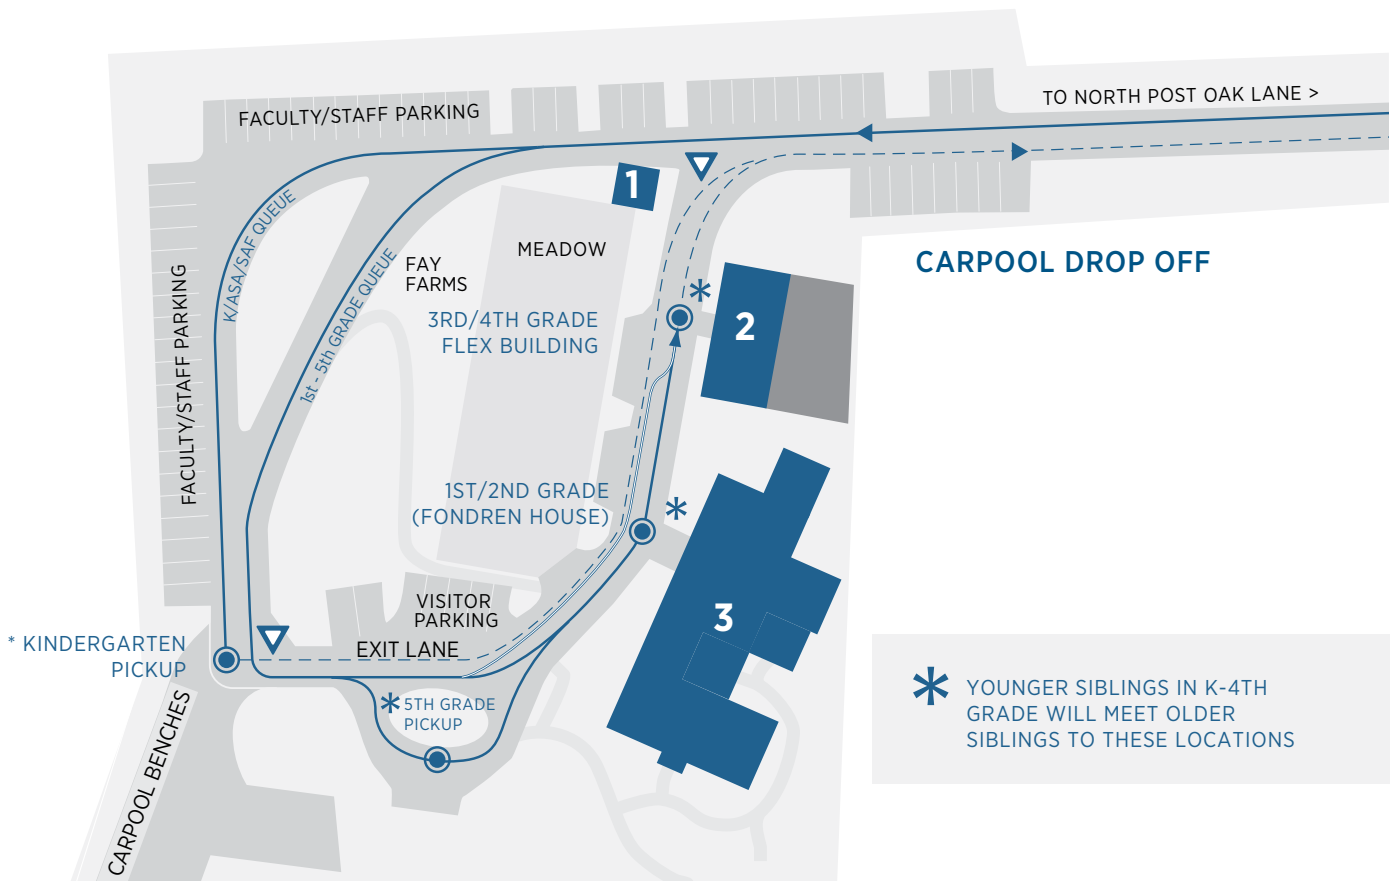 TO NORTH POST OAK LANE >
FACULTY/STAFF PARKING
1
K/ASA/SAF QUEUE
1st - 5th GRADE QUEUE
FACULTY/STAFF PARKING
MEADOW
FAY
FARMS
CARPOOL DROP OFF
*
3RD/4TH GRADE
FLEX BUILDING
2
1ST/2ND GRADE
(FONDREN HOUSE)
*
VISITOR
PARKING
EXIT LANE
3
* KINDERGARTEN
PICKUP
* 5TH GRADE
PICKUP
CARPOOL BENCHES
* YOUNGER SIBLINGS IN K-4TH
GRADE WILL MEET OLDER
SIBLINGS TO THESE LOCATIONS